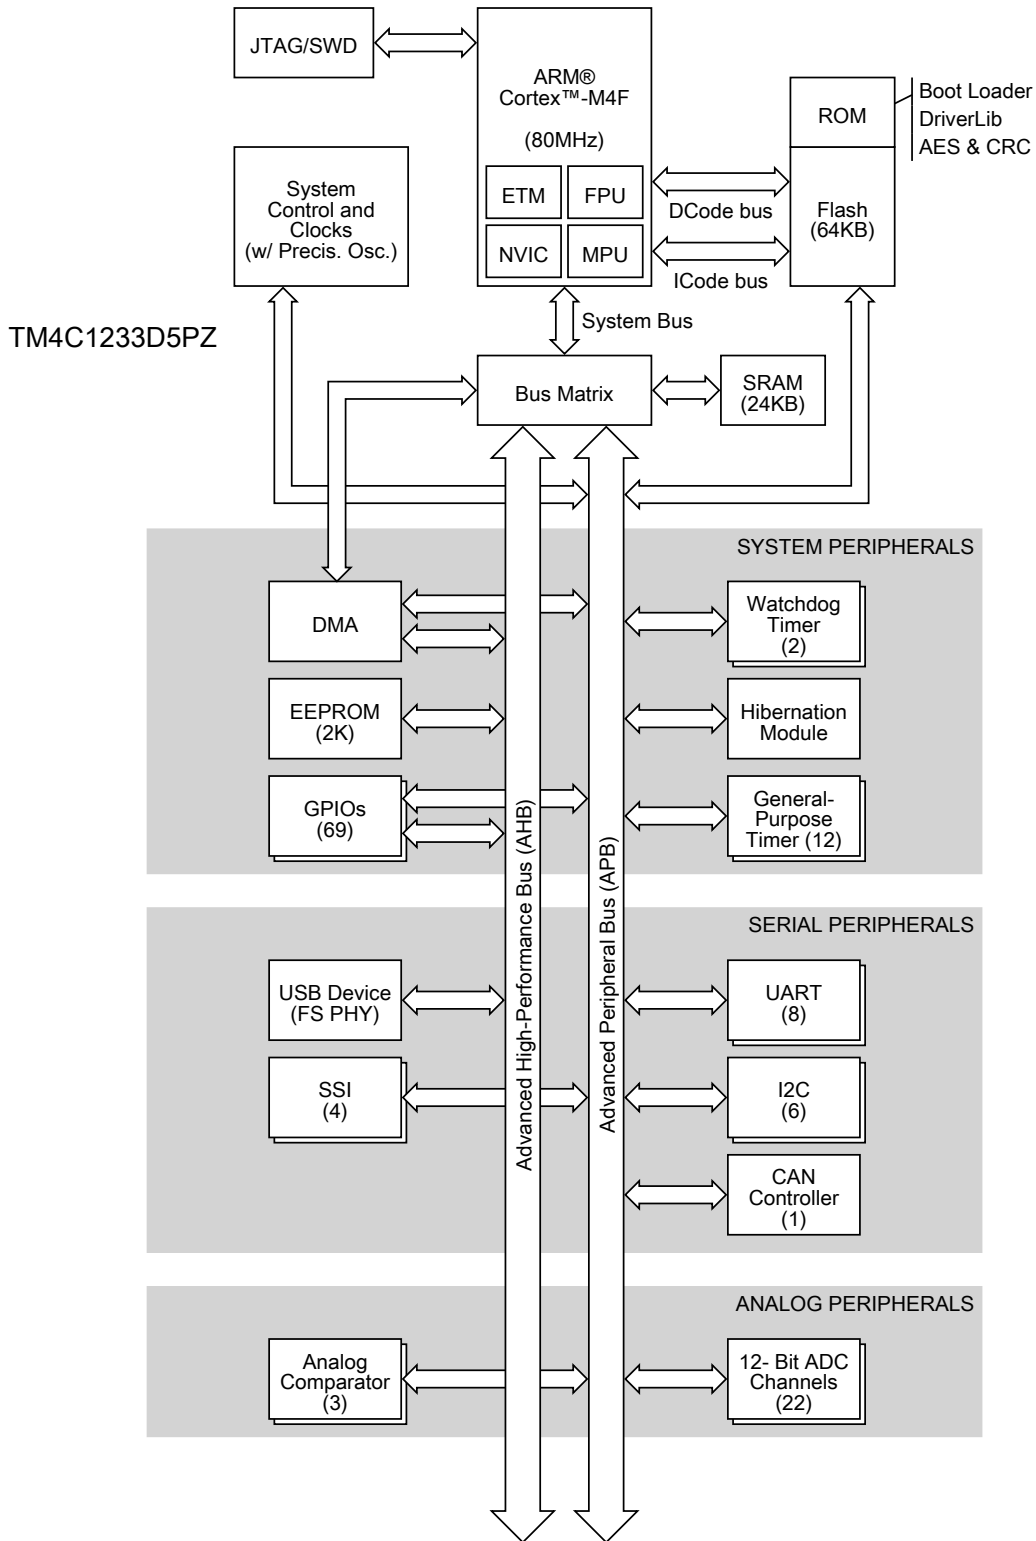 JTAG/SWD
ARM®
Cortex™-M4F
(80MHz)
ETM
FPU
NVIC
MPU
ROM
Boot Loader
DriverLib
AES & CRC
System
Control and
Clocks
(w/ Precis. Osc.)
DCode bus
Flash
(64KB)
ICode bus
System Bus
TM4C1233D5PZ
Bus Matrix
SRAM
(24KB)
SYSTEM PERIPHERALS
DMA
Watchdog
Timer
(2)
EEPROM
(2K)
Hibernation
Module
GPIOs
(69)
General-
Purpose
Timer (12)
Advanced High-Performance Bus (AHB)
Advanced Peripheral Bus (APB)
SERIAL PERIPHERALS
USB Device
(FS PHY)
UART
(8)
SSI
(4)
I2C
(6)
CAN
Controller
(1)
ANALOG PERIPHERALS
Analog
Comparator
(3)
12- Bit ADC
Channels
(22)